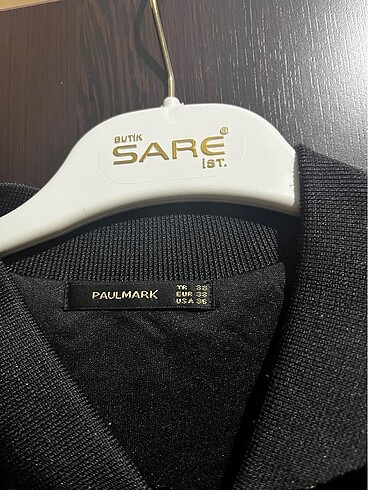 BUTİK
SARE
İST.
PAULMARK
TR 38
EUR 38
USA 36